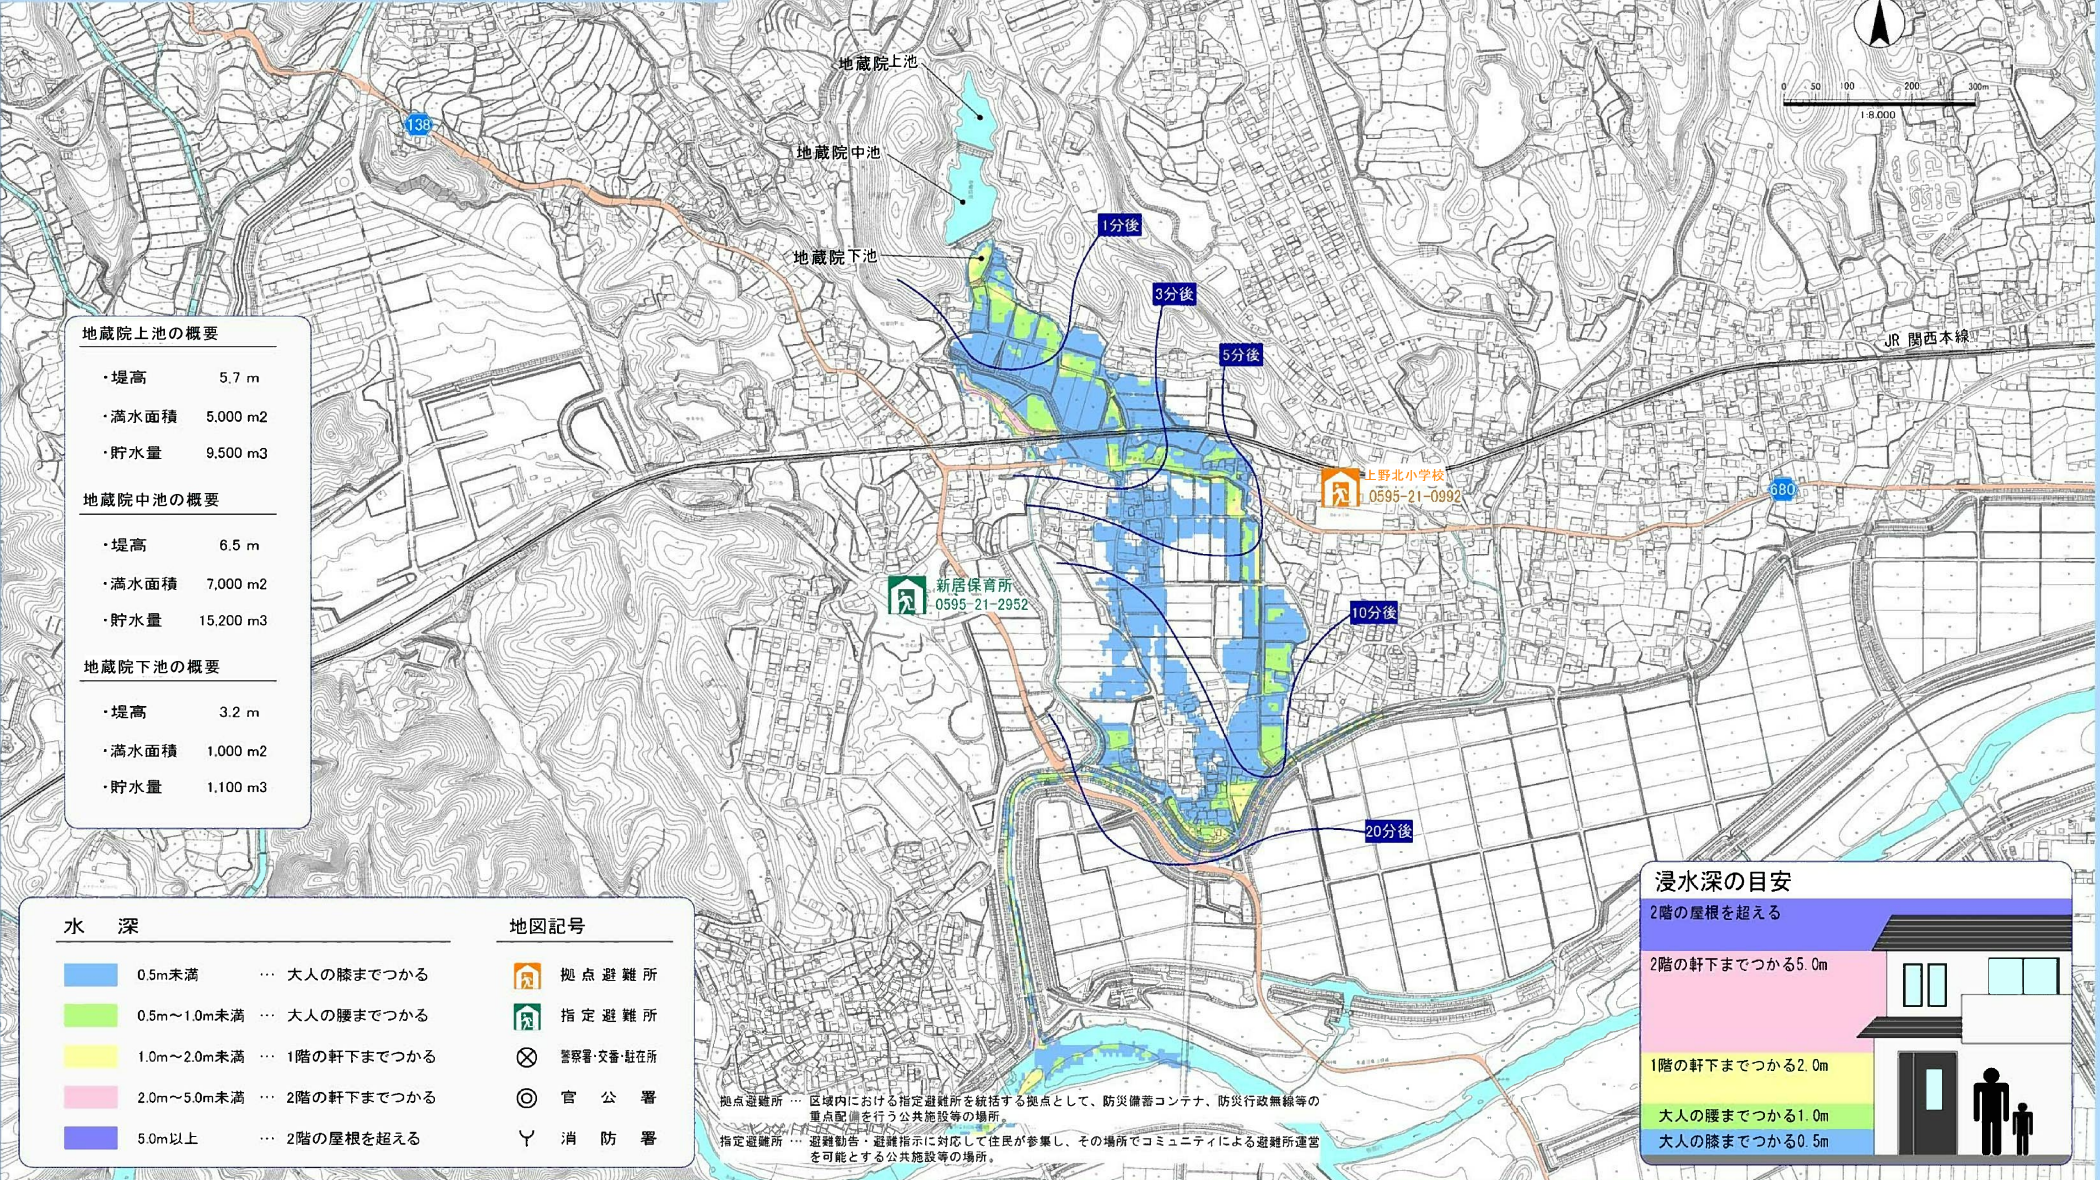 地蔵院上池
地蔵院中池
地蔵院下池
138
1分後
3分後
5分後
10分後
20分後
0 50 100 200 300m
1:8,000
JR 関西本線
680
上野北小学校
0595-21-0992
新居保育所
0595-21-2952
地蔵院上池の概要
・堤高 5.7 m
・満水面積 5,000 m2
・貯水量 9,500 m3
地蔵院中池の概要
・堤高 6.5 m
・満水面積 7,000 m2
・貯水量 15,200 m3
地蔵院下池の概要
・堤高 3.2 m
・満水面積 1,000 m2
・貯水量 1,100 m3
水 深
0.5m未満 … 大人の膝までつかる
0.5m～1.0m未満 … 大人の腰までつかる
1.0m～2.0m未満 … 1階の軒下までつかる
2.0m～5.0m未満 … 2階の軒下までつかる
5.0m以上 … 2階の屋根を超える
地図記号
拠点避難所
指定避難所
警察署・交番・駐在所
官公署
消防署
拠点避難所 … 区域内における指定避難所を統括する拠点として、防災備蓄コンテナ、防災行政無線等の
重点配備を行う公共施設等の場所。
指定避難所 … 避難勧告・避難指示に対応して住民が参集し、その場所でコミュニティによる避難所運営
を可能とする公共施設等の場所。
浸水深の目安
2階の屋根を超える
2階の軒下までつかる5.0m
1階の軒下までつかる2.0m
大人の腰までつかる1.0m
大人の膝までつかる0.5m